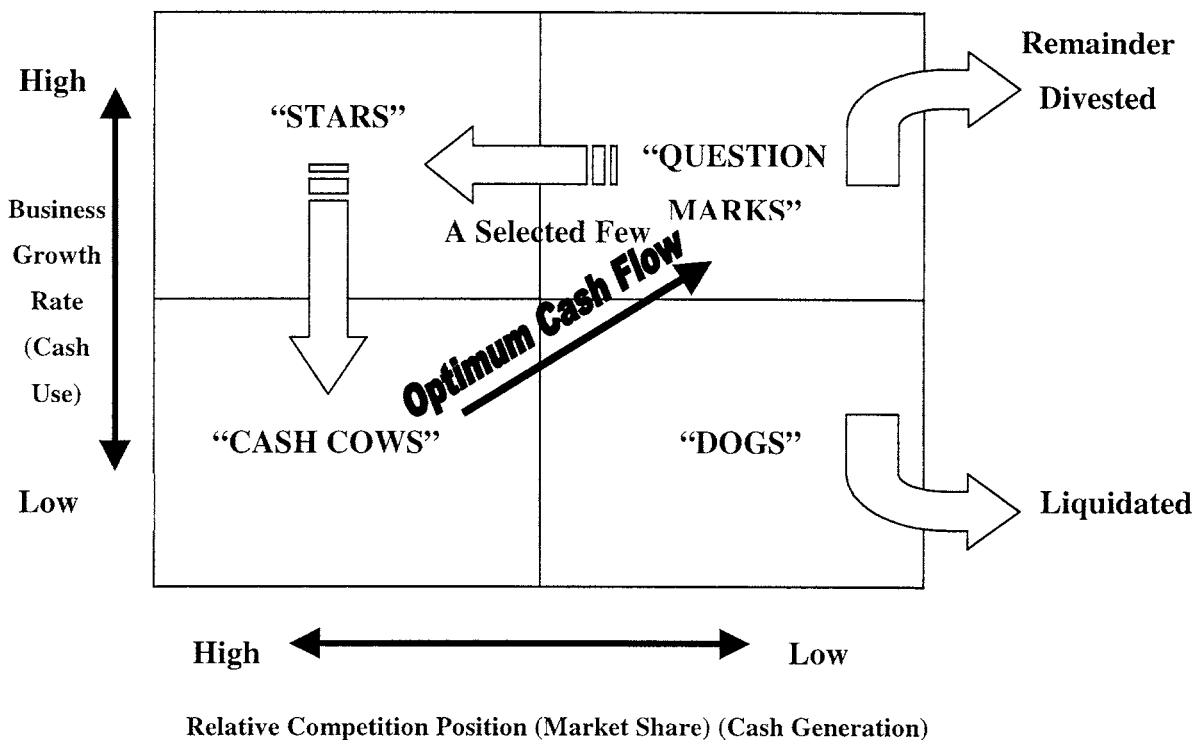 Remainder
Divested
High
“STARS”
“QUESTION
MARKS”
Business
Growth
Rate
(Cash
Use)
A Selected Few
Optimum Cash Flow
“CASH COWS”
“DOGS”
Low
Liquidated
High
Low
Relative Competition Position (Market Share) (Cash Generation)